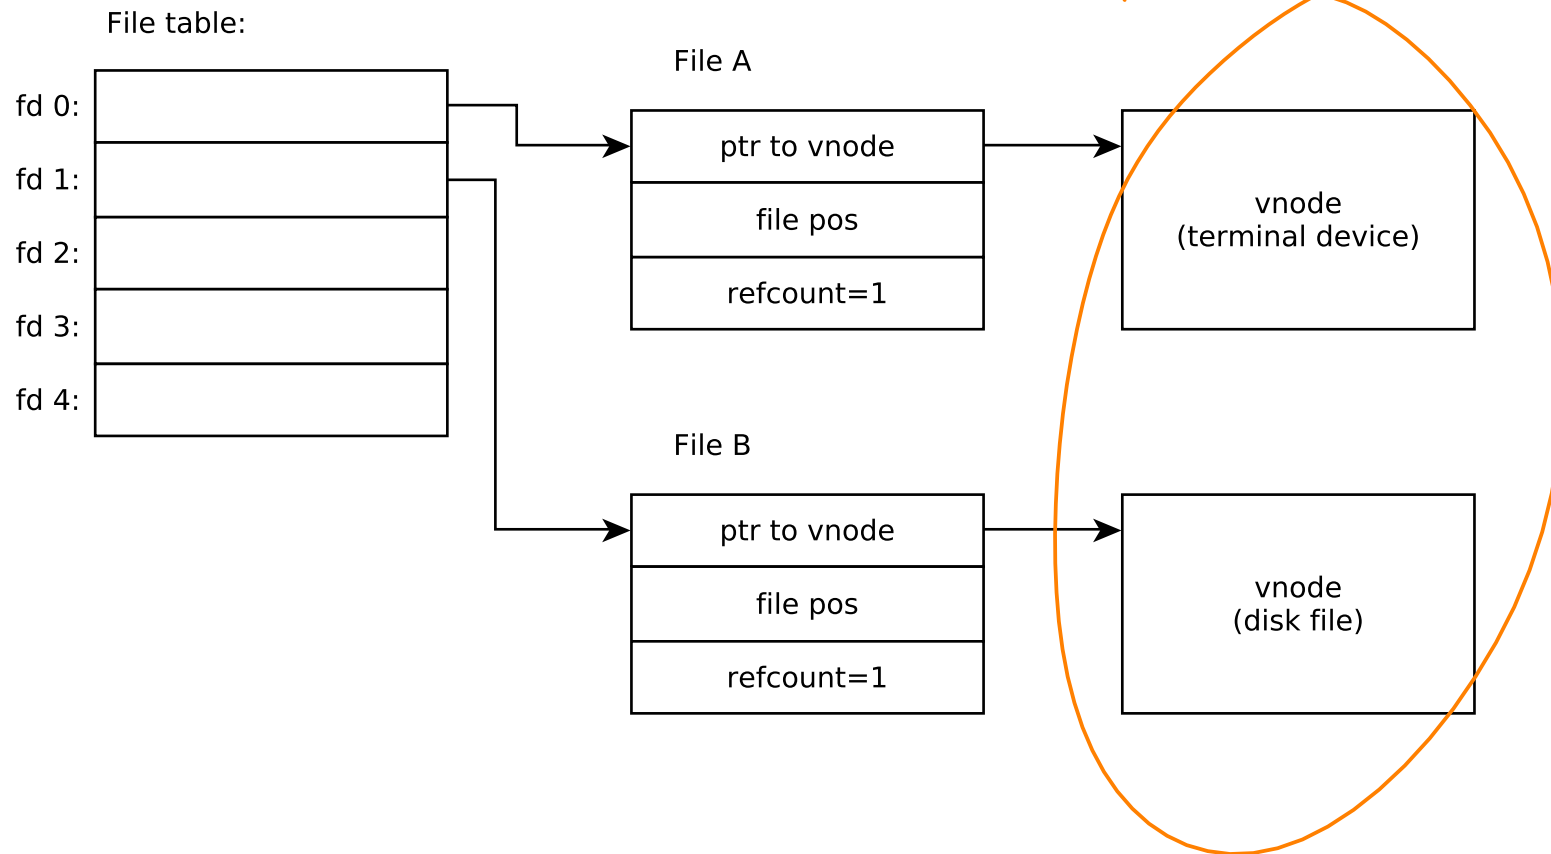 File table:
fd 0:
fd 1:
fd 2:
fd 3:
fd 4:
File A
ptr to vnode
file pos
refcount=1
vnode
(terminal device)
File B
ptr to vnode
file pos
refcount=1
vnode
(disk file)